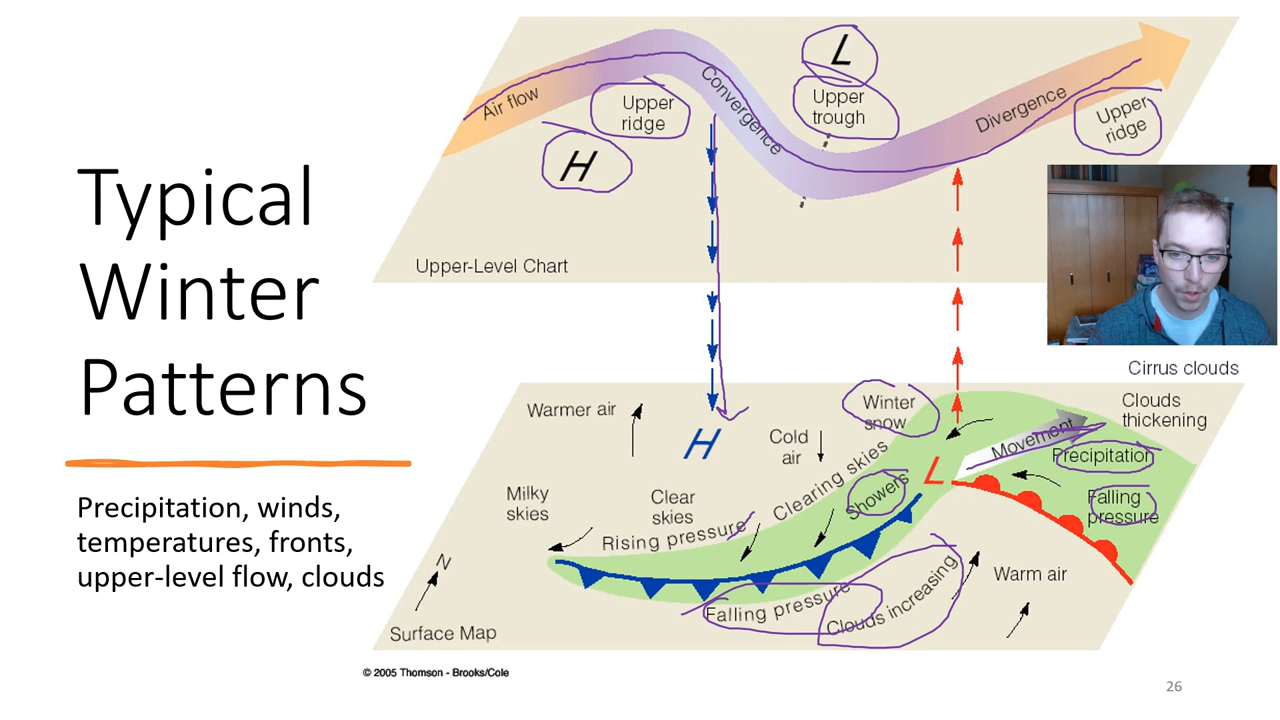 Typical
Winter
Patterns
Precipitation, winds,
temperatures, fronts,
upper-level flow, clouds
Air flow
Upper
ridge
H
Convergence
L
Upper
trough
Divergence
Upper
ridge
Upper-Level Chart
Cirrus clouds
Clouds
thickening
Warmer air
H
Cold
air
Winter
snow
Movement
Precipitation
L
Falling
pressure
Clearing skies
Showers
Milky
skies
Clear
skies
Rising pressure
Falling pressure
Clouds increasing
Warm air
N
Surface Map
© 2005 Thomson - Brooks/Cole
26